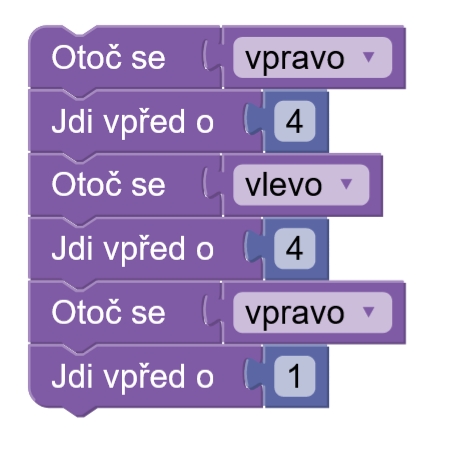 Otoč se vpravo
Jdi vpřed o 4
Otoč se vlevo
Jdi vpřed o 4
Otoč se vpravo
Jdi vpřed o 1